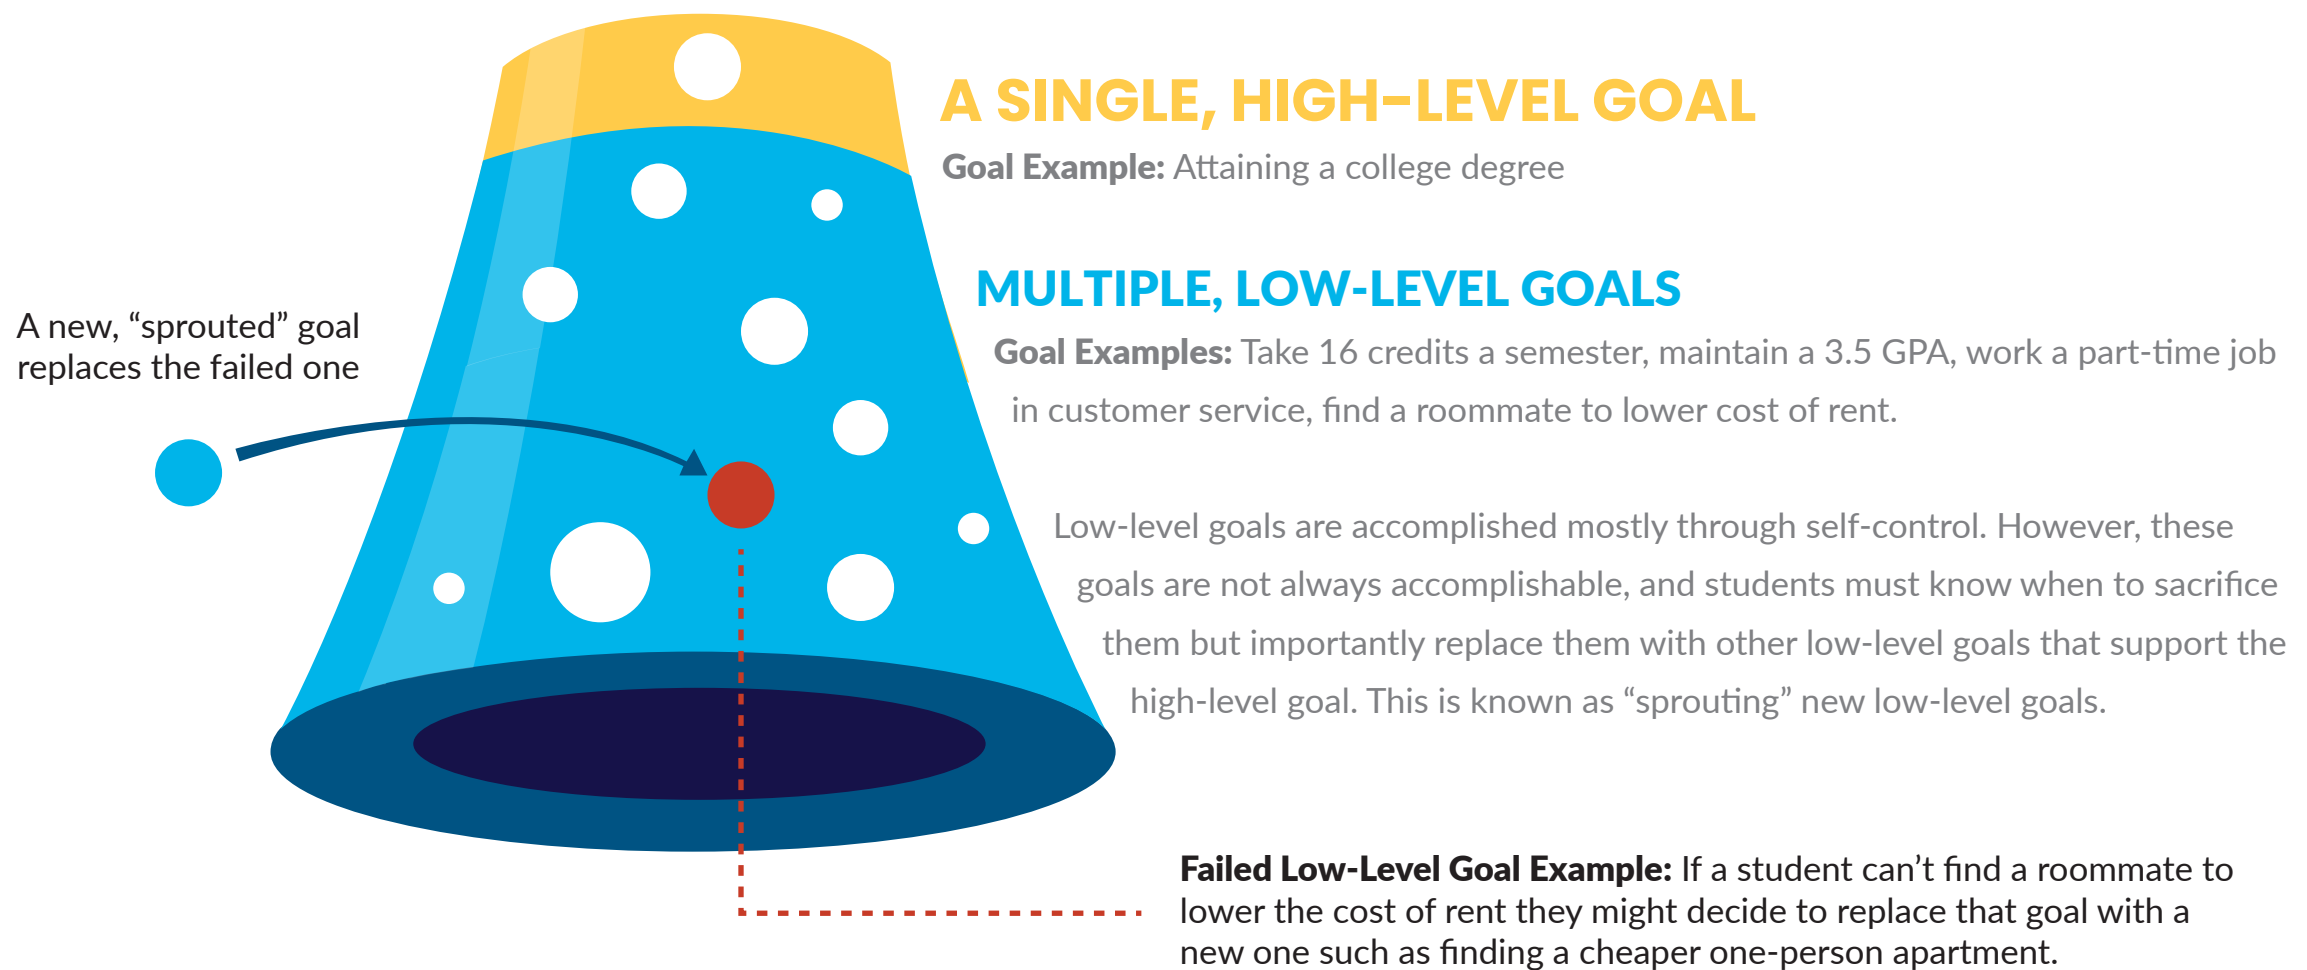 A SINGLE, HIGH-LEVEL GOAL
Goal Example: Attaining a college degree
MULTIPLE, LOW-LEVEL GOALS
Goal Examples: Take 16 credits a semester, maintain a 3.5 GPA, work a part-time job
in customer service, find a roommate to lower cost of rent.
A new, “sprouted” goal
replaces the failed one
Low-level goals are accomplished mostly through self-control. However, these
goals are not always accomplishable, and students must know when to sacrifice
them but importantly replace them with other low-level goals that support the
high-level goal. This is known as “sprouting” new low-level goals.
Failed Low-Level Goal Example: If a student can’t find a roommate to
lower the cost of rent they might decide to replace that goal with a
new one such as finding a cheaper one-person apartment.